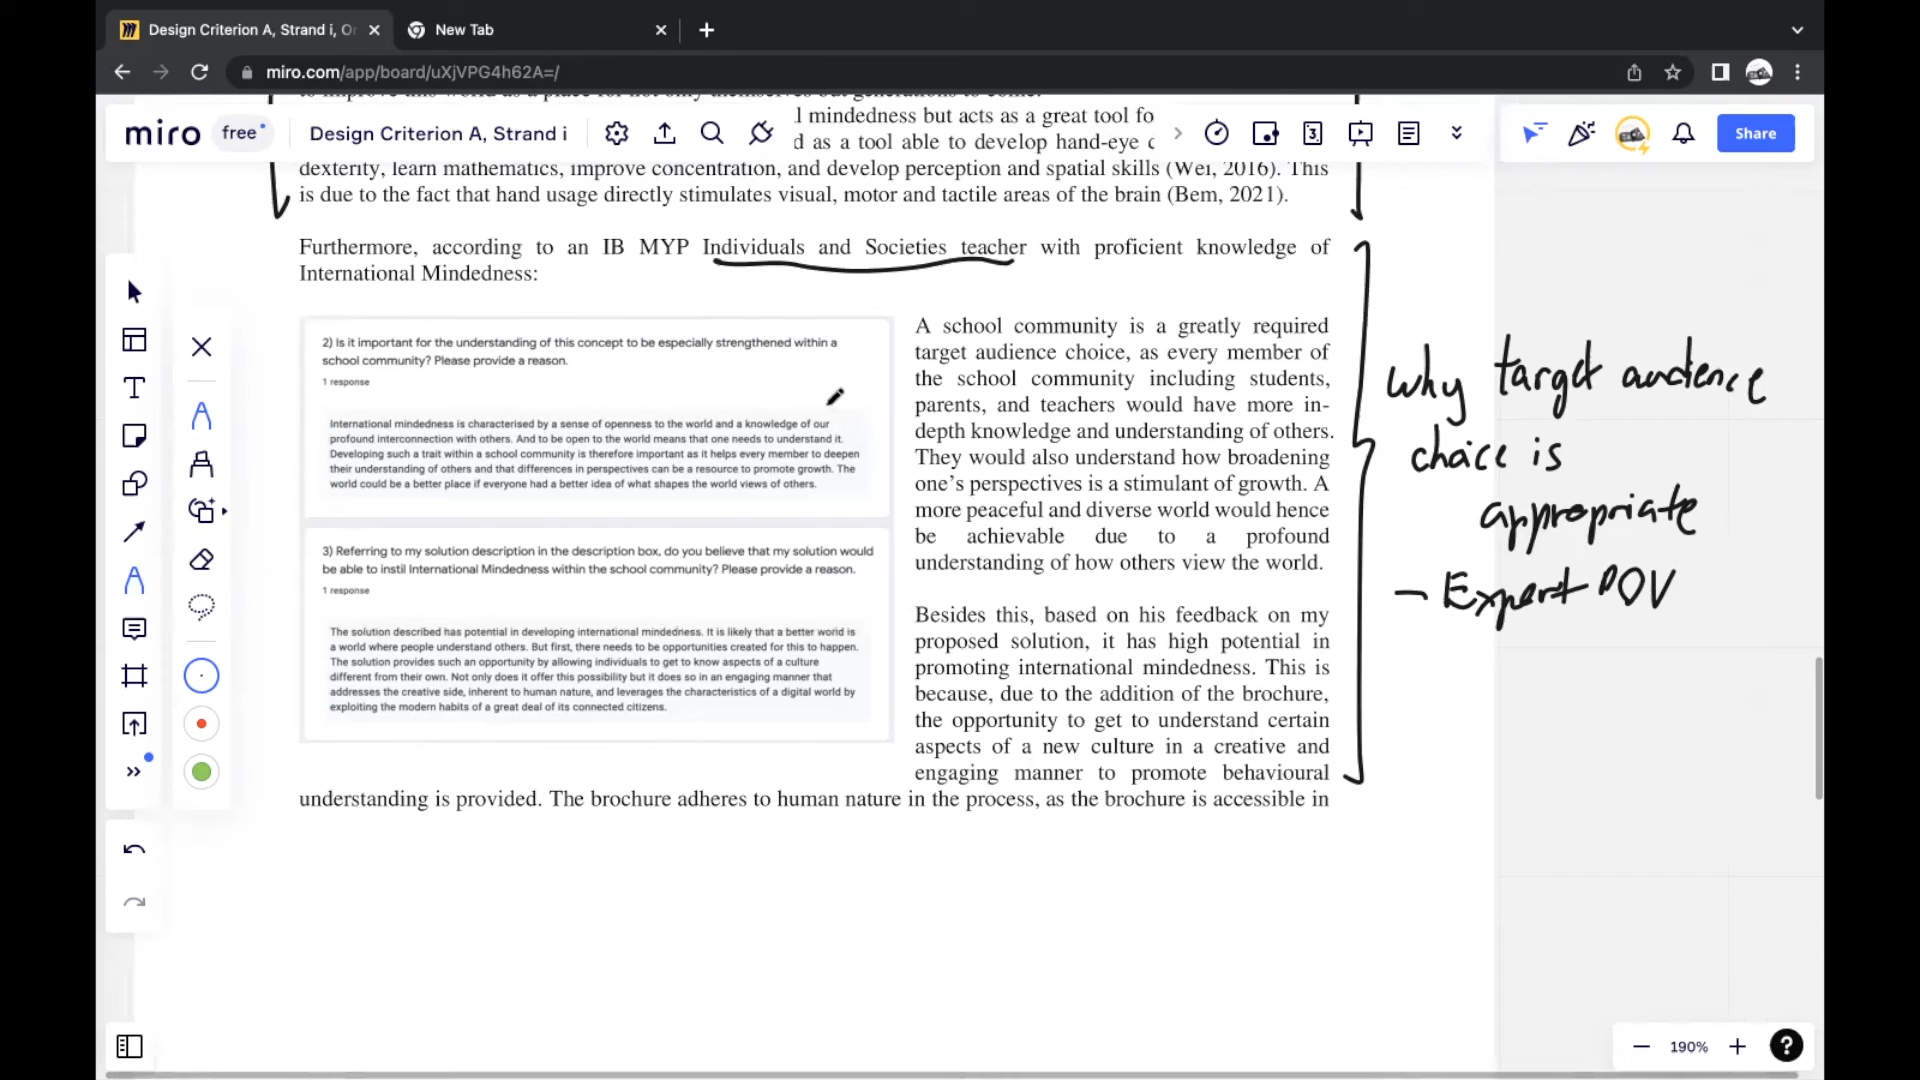 Design Criterion A, Strand i, Or
New Tab
miro.com/app/board/uXjVPG4h62A=/
to improve this world as a place for not only themselves but generations to come.
miro
free
Design Criterion A, Strand i
l mindedness but acts as a great tool fo
d as a tool able to develop hand-eye c
3
Share
dexterity, learn mathematics, improve concentration, and develop perception and spatial skills (Wei, 2016). This
is due to the fact that hand usage directly stimulates visual, motor and tactile areas of the brain (Bem, 2021).
Furthermore, according to an IB MYP Individuals and Societies teacher with proficient knowledge of
International Mindedness:
2) Is it important for the understanding of this concept to be especially strengthened within a
school community? Please provide a reason.
1 response
International mindedness is characterised by a sense of openness to the world and a knowledge of our
profound interconnection with others. And to be open to the world means that one needs to understand it.
Developing such a trait within a school community is therefore important as it helps every member to deepen
their understanding of others and that differences in perspectives can be a resource to promote growth. The
world could be a better place if everyone had a better idea of what shapes the world views of others.
3) Referring to my solution description in the description box, do you believe that my solution would
be able to instil International Mindedness within the school community? Please provide a reason.
1 response
The solution described has potential in developing international mindedness. It is likely that a better world is
a world where people understand others. But first, there needs to be opportunities created for this to happen.
The solution provides such an opportunity by allowing individuals to get to know aspects of a culture
different from their own. Not only does it offer this possibility but it does so in an engaging manner that
addresses the creative side, inherent to human nature, and leverages the characteristics of a digital world by
exploiting the modern habits of a great deal of its connected citizens.
A school community is a greatly required
target audience choice, as every member of
the school community including students,
parents, and teachers would have more in-
depth knowledge and understanding of others.
They would also understand how broadening
one's perspectives is a stimulant of growth. A
more peaceful and diverse world would hence
be achievable due to a profound
understanding of how others view the world.
Besides this, based on his feedback on my
proposed solution, it has high potential in
promoting international mindedness. This is
because, due to the addition of the brochure,
the opportunity to get to understand certain
aspects of a new culture in a creative and
engaging manner to promote behavioural
understanding is provided. The brochure adheres to human nature in the process, as the brochure is accessible in
why target audience
choice is
appropriate
- Expert POV
190%